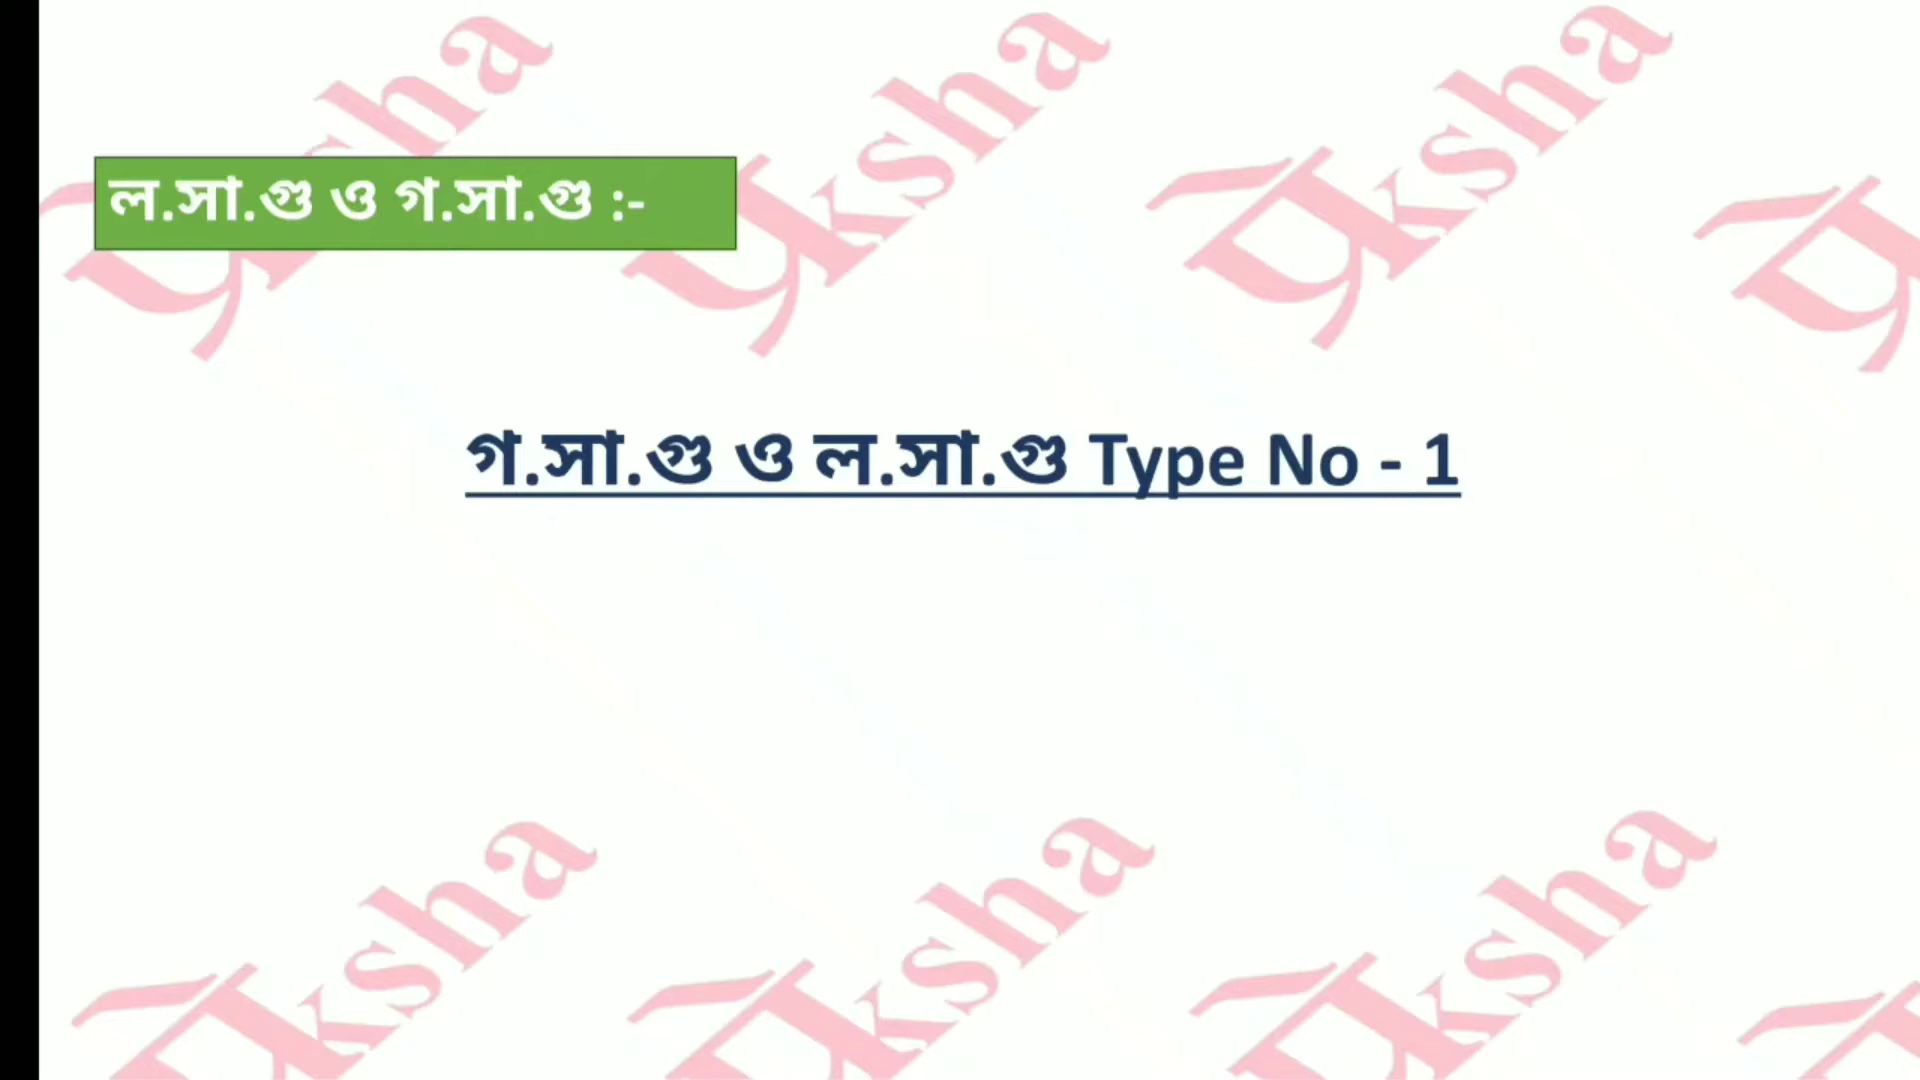 ল.সা.গু ও গ.সা.গু :-
গ.সা.গু ও ল.সা.গু Type No - 1